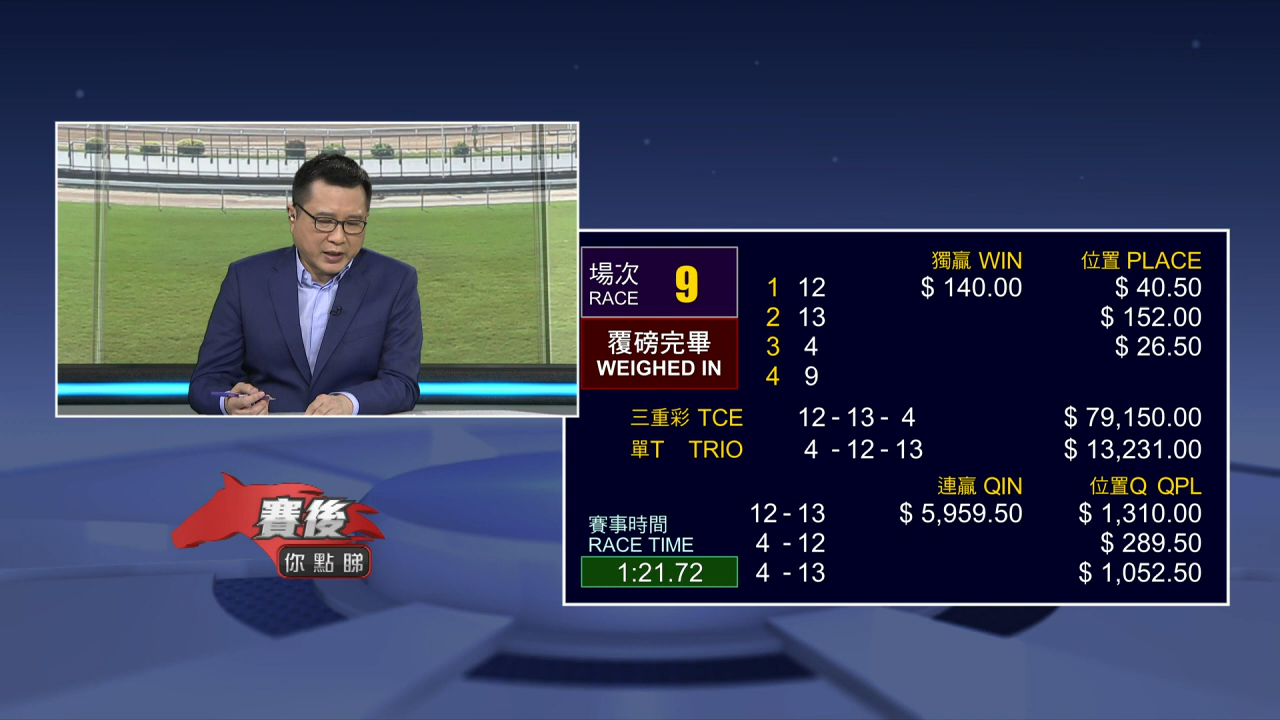 場次
RACE
9
覆磅完畢
WEIGHED IN
獨贏 WIN 位置 PLACE
1 12 $ 140.00 $ 40.50
2 13 $ 152.00
3 4 $ 26.50
4 9
三重彩 TCE 12 - 13 - 4 $ 79,150.00
單T TRIO 4 - 12 - 13 $ 13,231.00
連贏 QIN 位置Q QPL
12 - 13 $ 5,959.50 $ 1,310.00
4 - 12 $ 289.50
4 - 13 $ 1,052.50
賽事時間
RACE TIME
1:21.72
賽後
你點睇